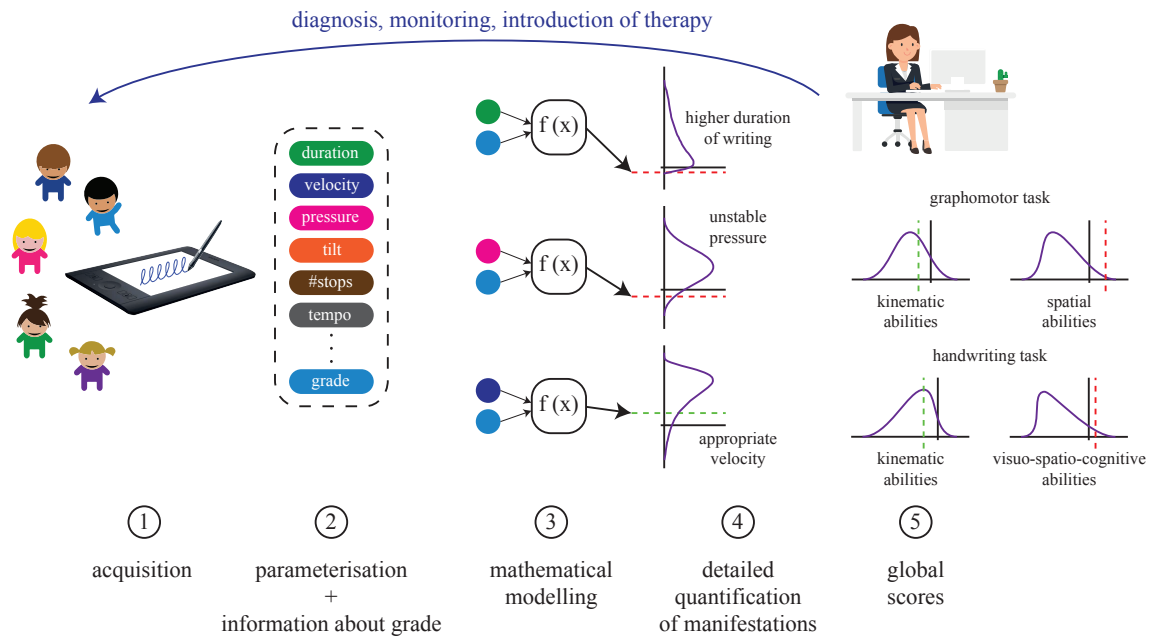 diagnosis, monitoring, introduction of therapy
duration
velocity
pressure
tilt
#stops
tempo
grade
f (x)
higher duration
of writing
f (x)
unstable
pressure
f (x)
appropriate
velocity
graphomotor task
kinematic
abilities
spatial
abilities
handwriting task
kinematic
abilities
visuo-spatio-cognitive
abilities
1
acquisition
2
parameterisation
+
information about grade
3
mathematical
modelling
4
detailed
quantification
of manifestations
5
global
scores